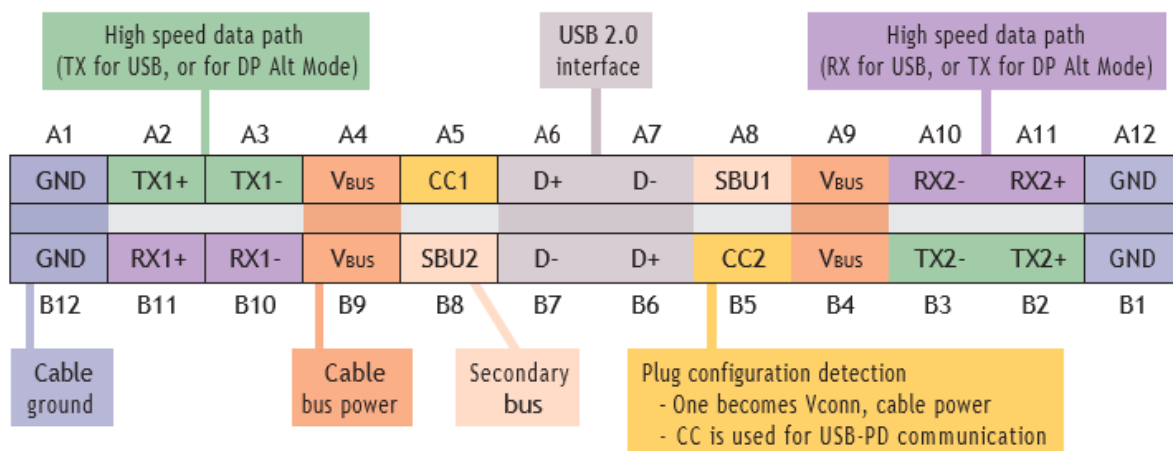 High speed data path
(TX for USB, or for DP Alt Mode)
USB 2.0
interface
High speed data path
(RX for USB, or TX for DP Alt Mode)
A1 A2 A3 A4 A5 A6 A7 A8 A9 A10 A11 A12
GND TX1+ TX1- VBUS CC1 D+ D- SBU1 VBUS RX2- RX2+ GND
GND RX1+ RX1- VBUS SBU2 D- D+ CC2 VBUS TX2- TX2+ GND
B12 B11 B10 B9 B8 B7 B6 B5 B4 B3 B2 B1
Cable
ground
Cable
bus power
Secondary
bus
Plug configuration detection
- One becomes Vconn, cable power
- CC is used for USB-PD communication